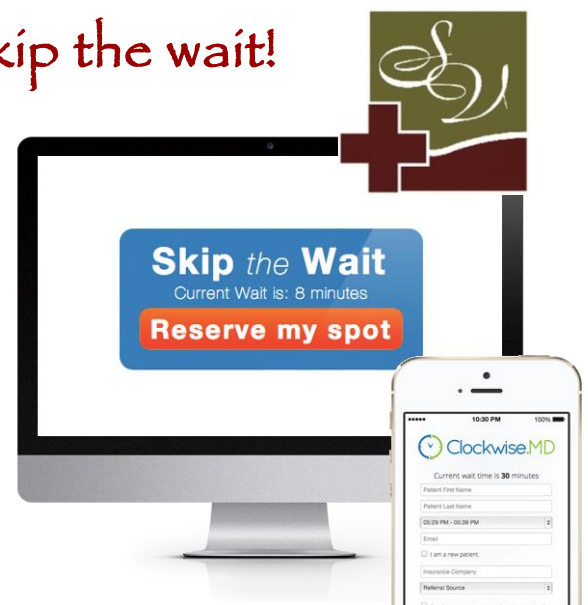 kip the wait!
SV
Skip the Wait
Current Wait is: 8 minutes
Reserve my spot
10:30 PM 100%
Clockwise.MD
Current wait time is 30 minutes
Patient First Name
Patient Last Name
05:29 PM - 05:39 PM
Email
I am a new patient.
Insurance Company
Referral Source